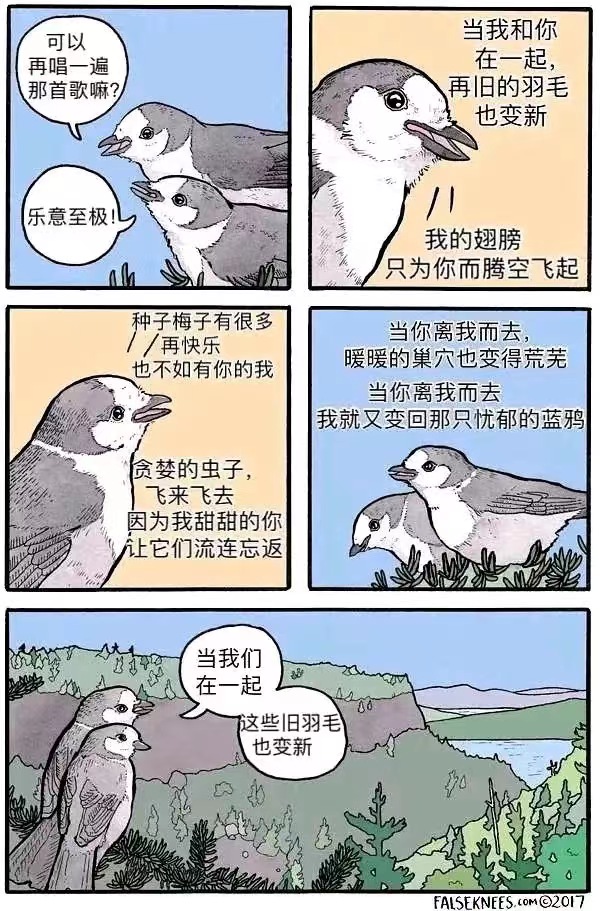 可以
再唱一遍
那首歌嘛?
乐意至极!
当我和你
在一起,
再旧的羽毛
也变新
我的翅膀
只为你而腾空飞起
种子梅子有很多
再快乐
也不如有你的我
贪婪的虫子,
飞来飞去
因为我甜甜的你
让它们流连忘返
当你离我而去,
暖暖的巢穴也变得荒芜
当你离我而去
我就又变回那只忧郁的蓝鸦
当我们
在一起
这些旧羽毛
也变新
FALSEKNEES.COM©2017